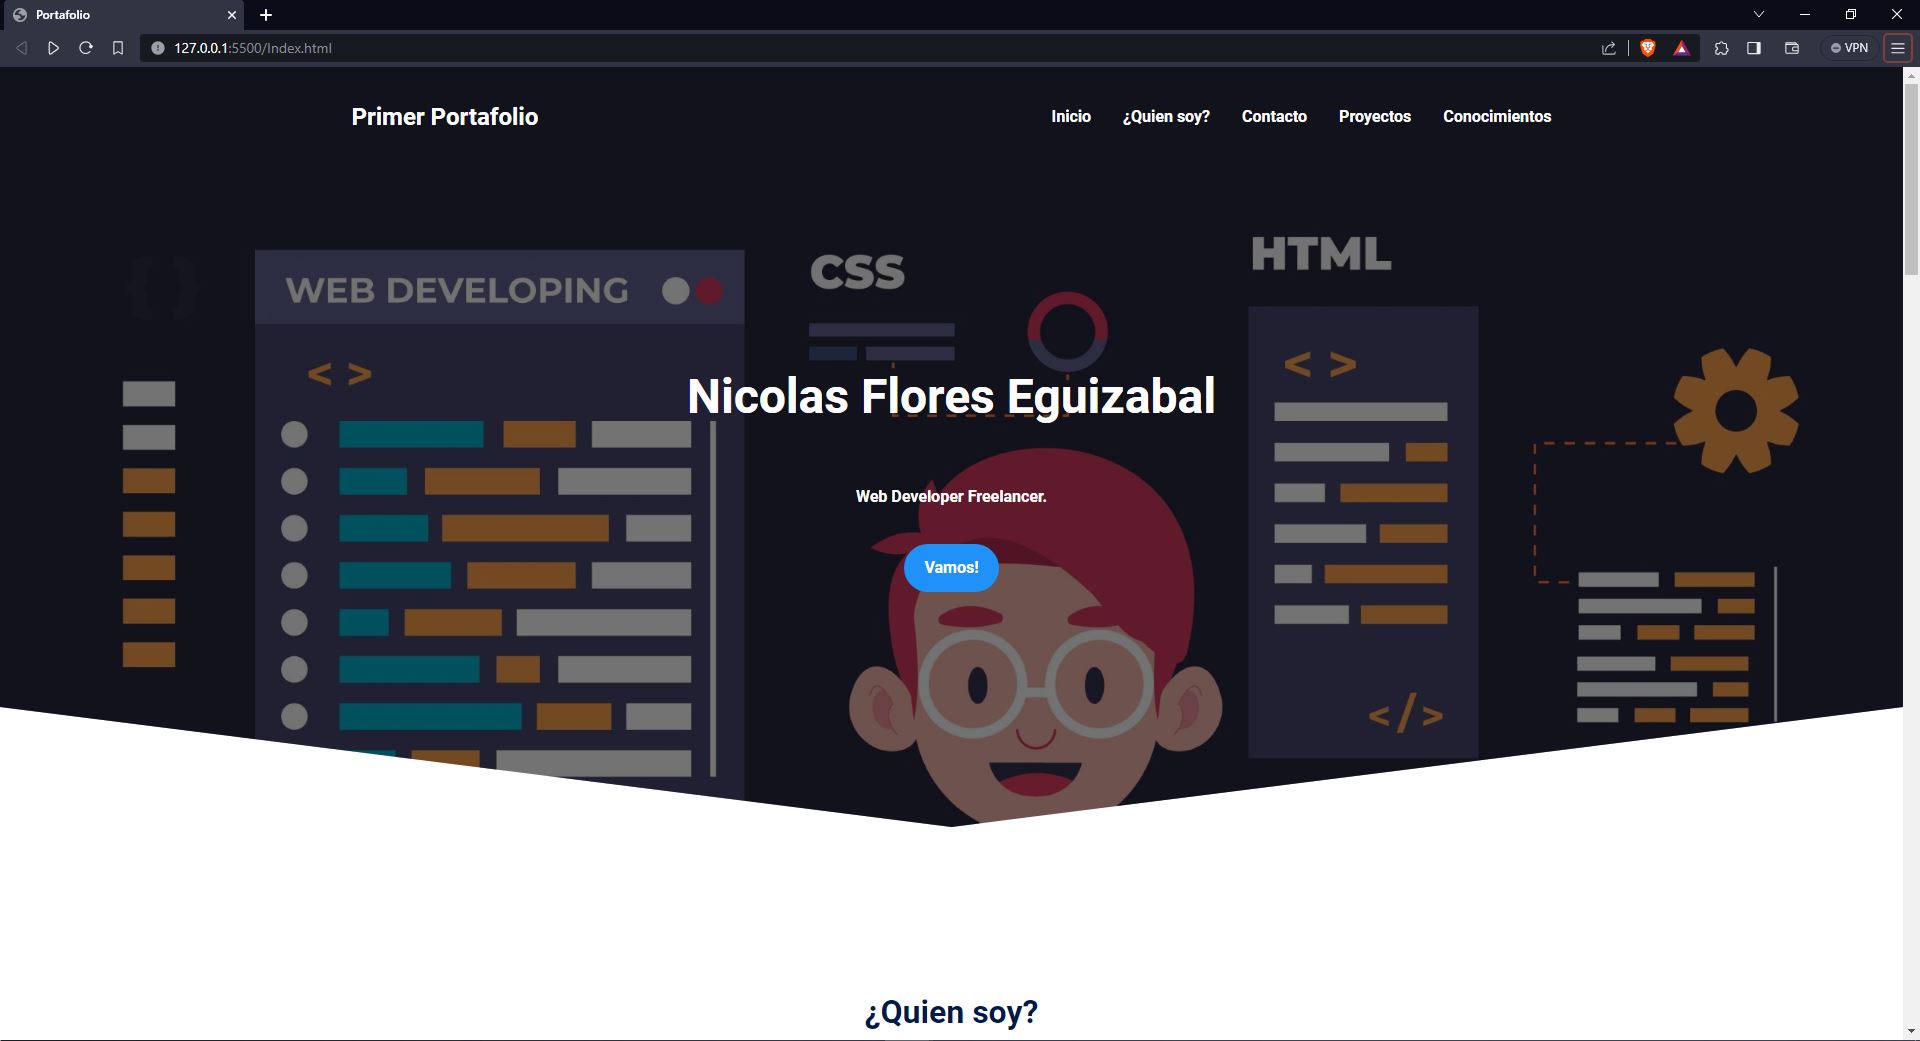 Portafolio
127.0.0.1:5500/Index.html
VPN
Primer Portafolio
Inicio ¿Quien soy? Contacto Proyectos Conocimientos
{ }
WEB DEVELOPING
CSS
HTML
< >
< >
Nicolas Flores Eguizabal
Web Developer Freelancer.
Vamos!
</>
¿Quien soy?